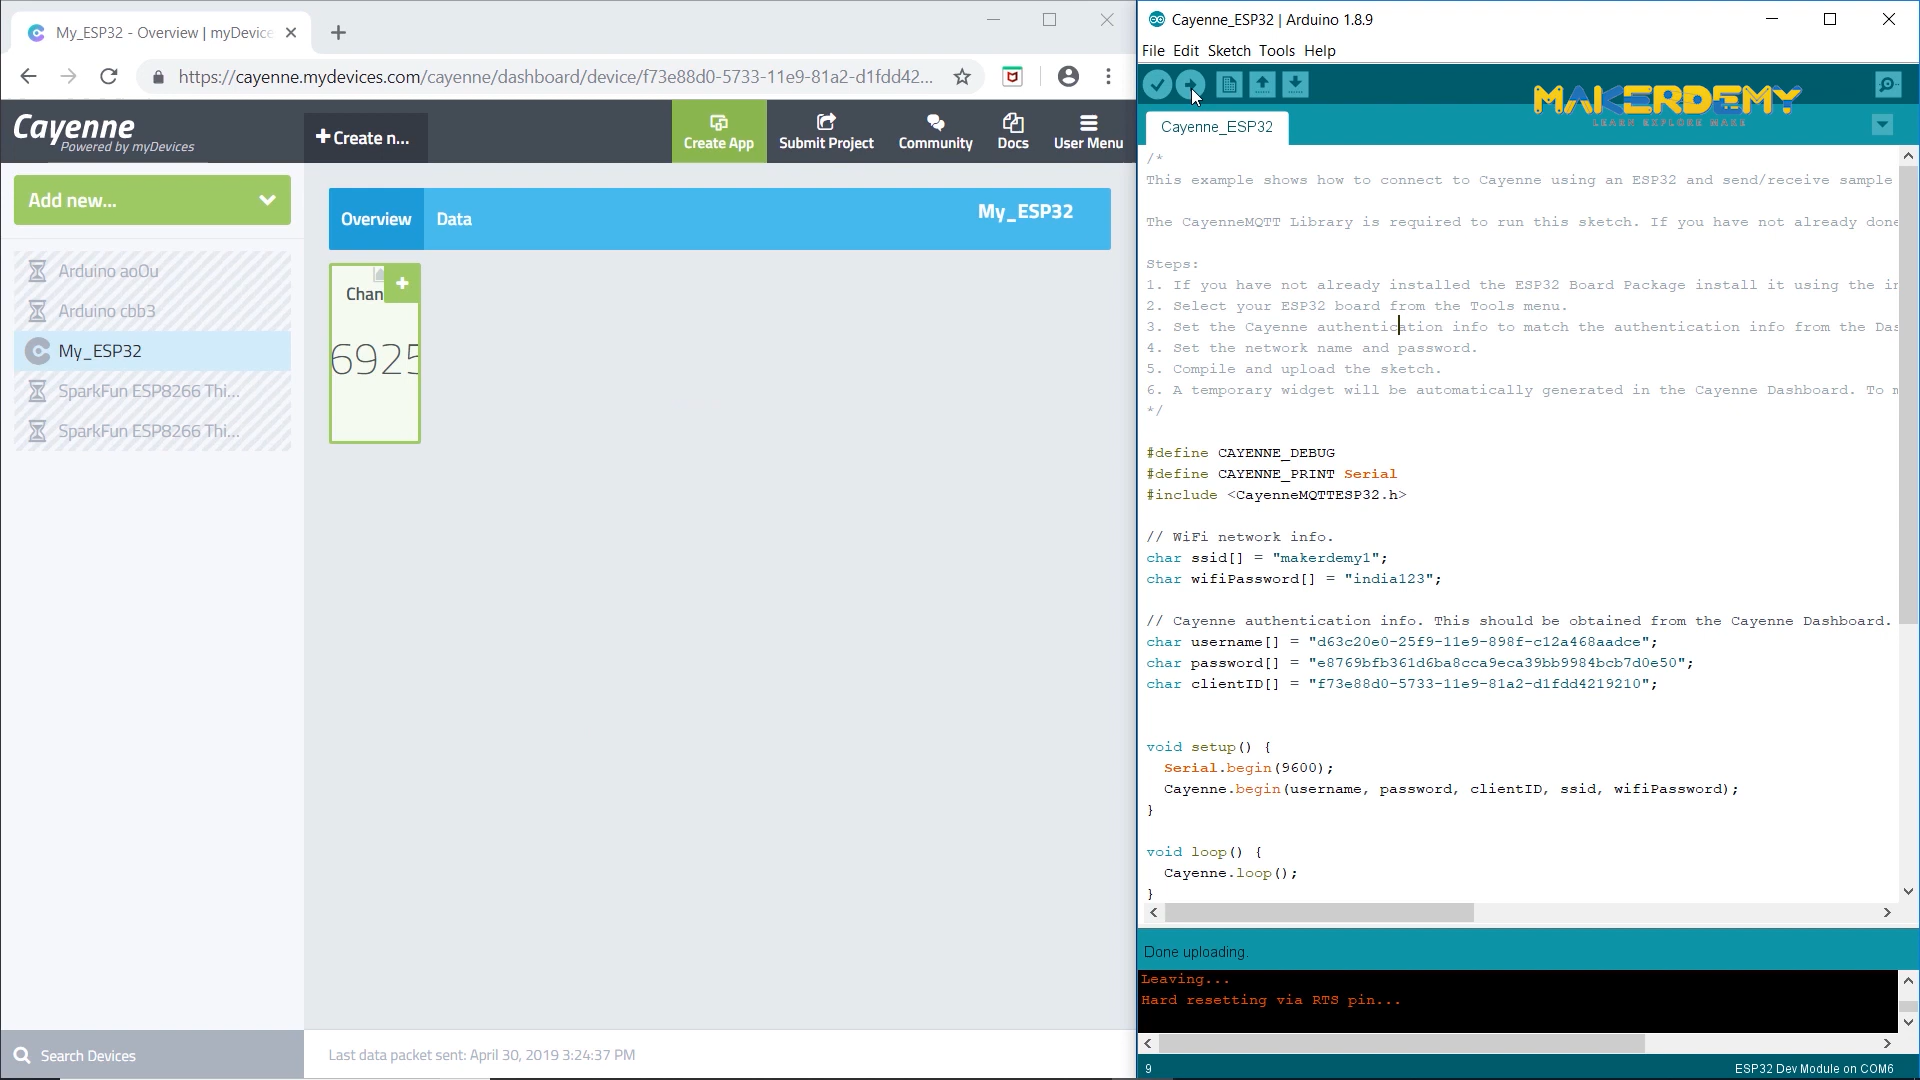 My_ESP32 - Overview | myDevice
https://cayenne.mydevices.com/cayenne/dashboard/device/f73e88d0-5733-11e9-81a2-d1fdd42...
Cayenne
Powered by myDevices
+ Create n...
Create App
Submit Project
Community
Docs
User Menu
Add new...
Arduino ao0u
Arduino cbb3
My_ESP32
SparkFun ESP8266 Thi...
SparkFun ESP8266 Thi...
Search Devices
Overview
Data
My_ESP32
Chan
6925
Last data packet sent: April 30, 2019 3:24:37 PM
Cayenne_ESP32 | Arduino 1.8.9
File Edit Sketch Tools Help
MAKERDEMY
LEARN EXPLORE MAKE
Cayenne_ESP32
/*
This example shows how to connect to Cayenne using an ESP32 and send/receive sample
The CayenneMQTT Library is required to run this sketch. If you have not already done
Steps:
1. If you have not already installed the ESP32 Board Package install it using the in
2. Select your ESP32 board from the Tools menu.
3. Set the Cayenne authentication info to match the authentication info from the Das
4. Set the network name and password.
5. Compile and upload the sketch.
6. A temporary widget will be automatically generated in the Cayenne Dashboard. To m
*/
#define CAYENNE_DEBUG
#define CAYENNE_PRINT Serial
#include <CayenneMQTTESP32.h>
// WiFi network info.
char ssid[] = "makerdemy1";
char wifiPassword[] = "india123";
// Cayenne authentication info. This should be obtained from the Cayenne Dashboard.
char username[] = "d63c20e0-25f9-11e9-898f-c12a468aadce";
char password[] = "e8769bfb361d6ba8cca9eca39bb9984bcb7d0e50";
char clientID[] = "f73e88d0-5733-11e9-81a2-d1fdd4219210";
void setup() {
Serial.begin(9600);
Cayenne.begin(username, password, clientID, ssid, wifiPassword);
}
void loop() {
Cayenne.loop();
}
Done uploading.
Leaving...
Hard resetting via RTS pin...
9
ESP32 Dev Module on COM6